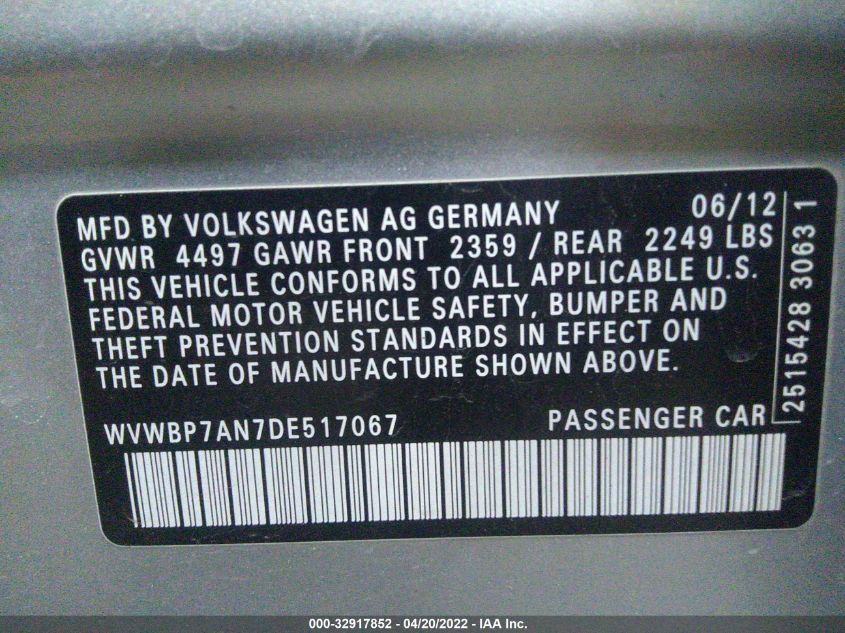 MFD BY VOLKSWAGEN AG GERMANY 06/12
GVWR 4497 GAWR FRONT 2359 / REAR 2249 LBS
THIS VEHICLE CONFORMS TO ALL APPLICABLE U.S.
FEDERAL MOTOR VEHICLE SAFETY, BUMPER AND
THEFT PREVENTION STANDARDS IN EFFECT ON
THE DATE OF MANUFACTURE SHOWN ABOVE.
WVWBP7AN7DE517067 PASSENGER CAR
2515428 3063 1
000-32917852 - 04/20/2022 - IAA Inc.